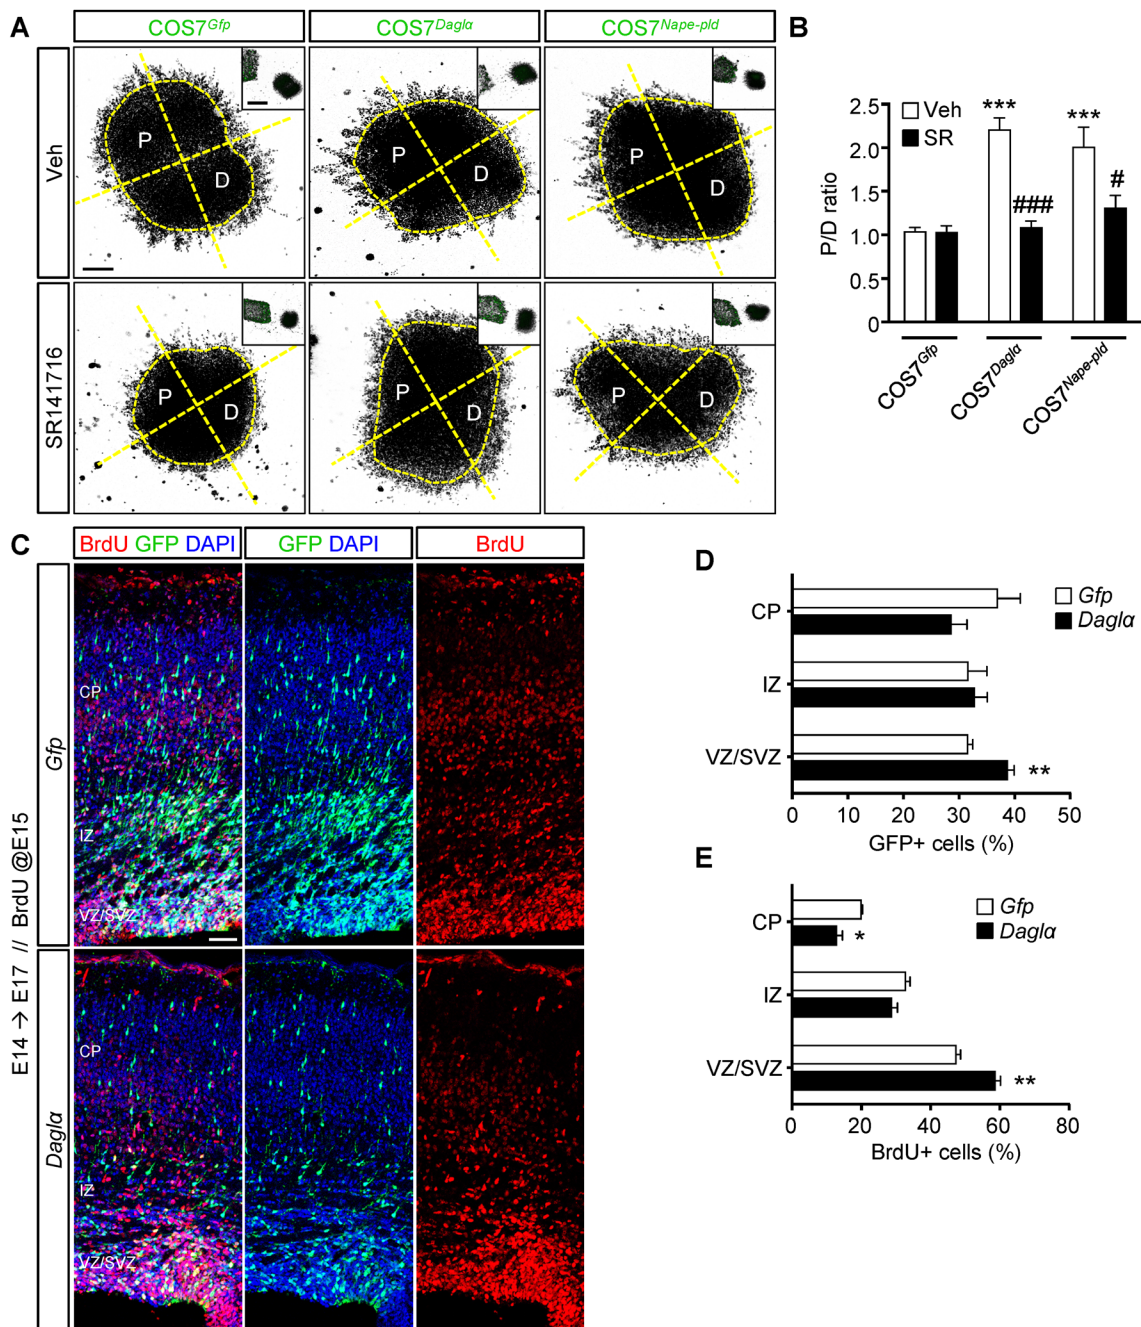 A
COS7Gfp
COS7Daglα
COS7Nape-pld
Veh
P
D
P
D
P
D
SR141716
P
D
P
D
P
D
B
P/D ratio
2.5
2.0
1.5
1.0
0.5
0
Veh
SR
***
***
###
#
COS7Gfp
COS7Daglα
COS7Nape-pld
C
BrdU GFP DAPI
GFP DAPI
BrdU
E14 → E17 // BrdU @E15
Gfp
CP
IZ
VZ/SVZ
Daglα
CP
IZ
VZ/SVZ
D
CP
IZ
VZ/SVZ
Gfp
Daglα
**
0 10 20 30 40 50
GFP+ cells (%)
E
CP
IZ
VZ/SVZ
Gfp
Daglα
*
**
0 20 40 60 80
BrdU+ cells (%)